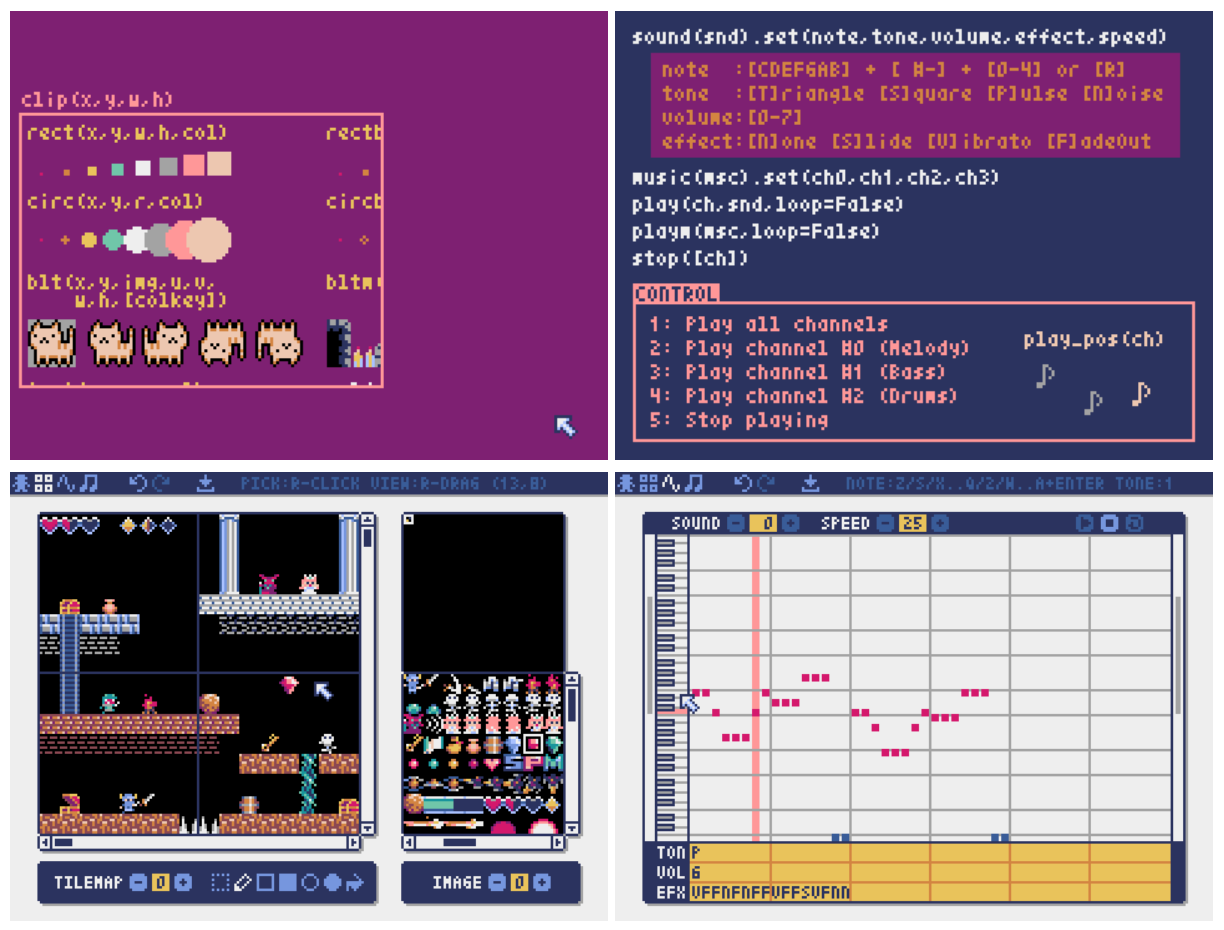 clip(x,y,w,h)
rect(x,y,w,h,col)
rectb
circ(x,y,r,col)
circb
blt(x,y,img,u,v,
w,h,[colkey])
bltm(
sound(snd).set(note,tone,volume,effect,speed)
note :[CDEFGAB] + [ #-] + [0-4] or [R]
tone :[T]riangle [S]quare [P]ulse [N]oise
volume:[0-7]
effect:[N]one [S]lide [V]ibrato [F]adeOut
music(msc).set(ch0,ch1,ch2,ch3)
play(ch,snd,loop=False)
playm(msc,loop=False)
stop([ch])
CONTROL
1: Play all channels
2: Play channel #0 (Melody)
3: Play channel #1 (Bass)
4: Play channel #2 (Drums)
5: Stop playing
play_pos(ch)
PICK:R-CLICK VIEW:R-DRAG (13,8)
S P M
TILEMAP 0
IMAGE 0
NOTE:Z/S/X..Q/2/W..A+ENTER TONE:1
SOUND 0 SPEED 25
TON P
VOL 6
EFX VFFNFNFFVFFSVFNN